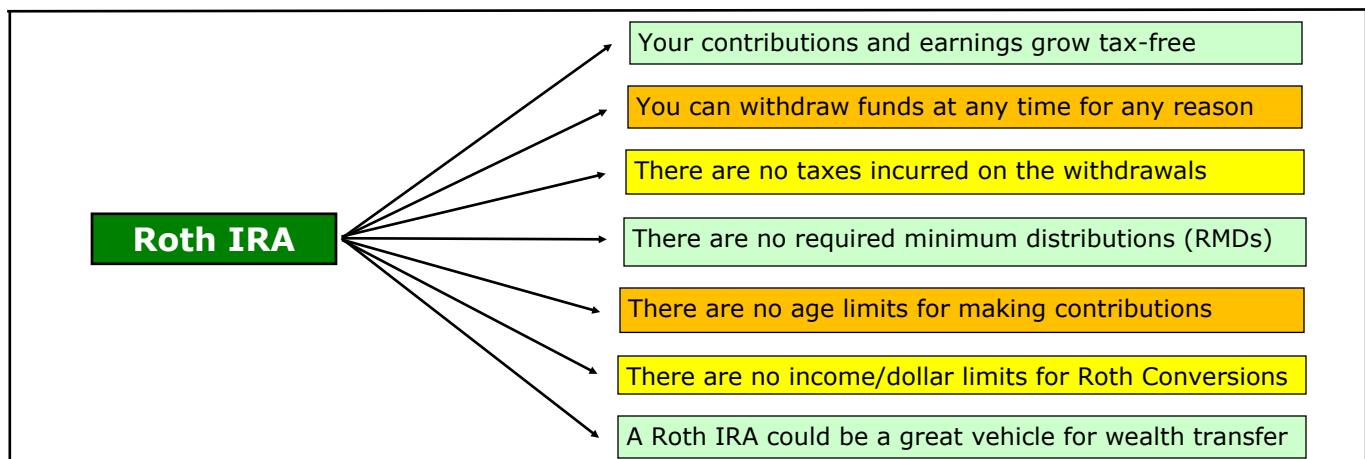 Your contributions and earnings grow tax-free
You can withdraw funds at any time for any reason
There are no taxes incurred on the withdrawals
Roth IRA
There are no required minimum distributions (RMDs)
There are no age limits for making contributions
There are no income/dollar limits for Roth Conversions
A Roth IRA could be a great vehicle for wealth transfer